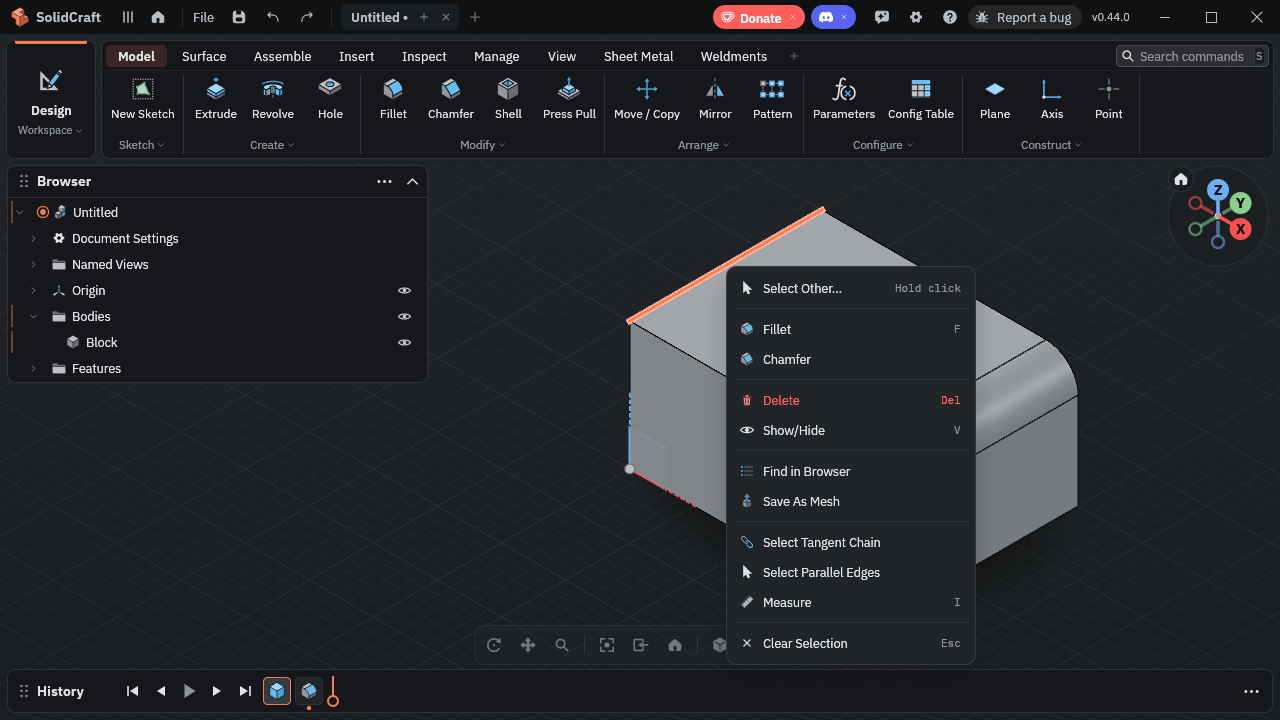 SolidCraft
File
Untitled •
Donate
Report a bug
v0.44.0
Design
Workspace
Model
Surface
Assemble
Insert
Inspect
Manage
View
Sheet Metal
Weldments
Search commands
S
New Sketch
Extrude
Revolve
Hole
Fillet
Chamfer
Shell
Press Pull
Move / Copy
Mirror
Pattern
Parameters
Config Table
Plane
Axis
Point
Sketch
Create
Modify
Arrange
Configure
Construct
Browser
Untitled
Document Settings
Named Views
Origin
Bodies
Block
Features
Z
Y
X
Select Other... Hold click
Fillet F
Chamfer
Delete Del
Show/Hide V
Find in Browser
Save As Mesh
Select Tangent Chain
Select Parallel Edges
Measure I
Clear Selection Esc
History